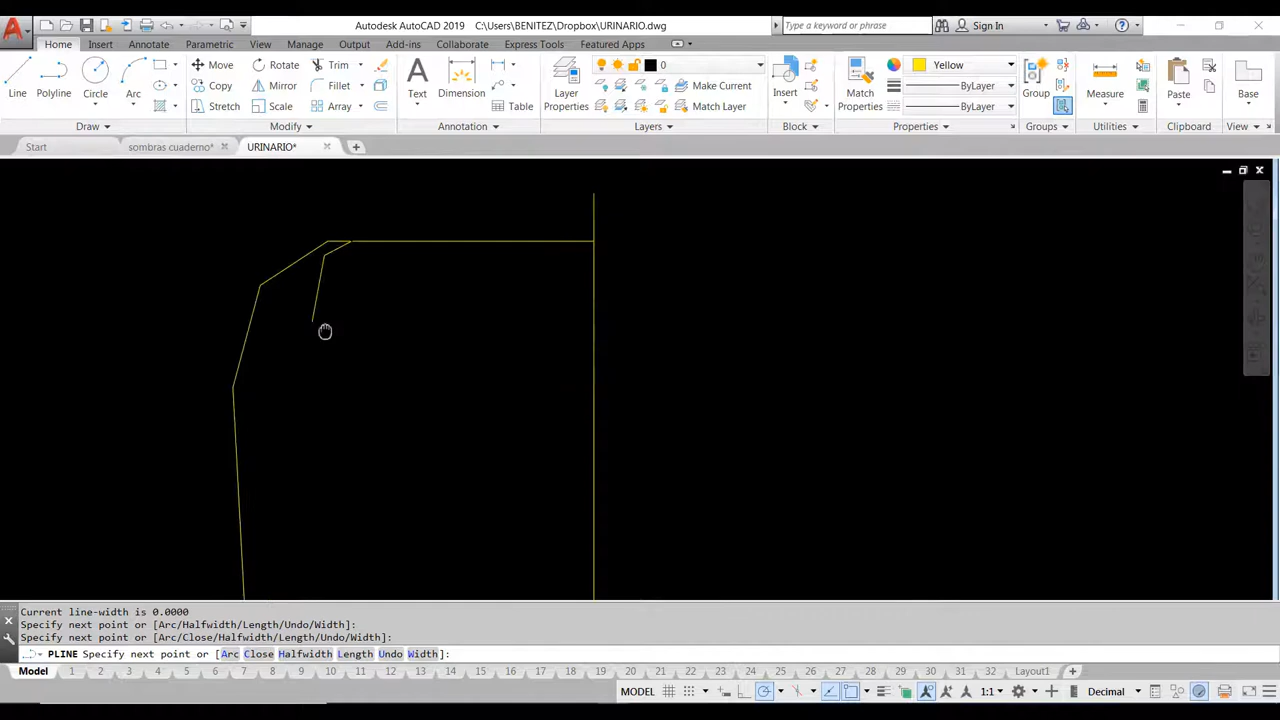 Autodesk AutoCAD 2019 C:\Users\BENITEZ\Dropbox\URINARIO.dwg
Type a keyword or phrase
Sign In
Home Insert Annotate Parametric View Manage Output Add-ins Collaborate Express Tools Featured Apps
Line Polyline Circle Arc
Move Rotate Trim
Copy Mirror Fillet
Stretch Scale Array
Text Dimension Table
Layer Properties
0
Make Current
Match Layer
Insert
Match Properties
Yellow
ByLayer
ByLayer
Group
Measure
Paste
Base
Draw Modify Annotation Layers Block Properties Groups Utilities Clipboard View
Start sombras cuaderno* URINARIO*
Current line-width is 0.0000
Specify next point or [Arc/Halfwidth/Length/Undo/Width]:
Specify next point or [Arc/Close/Halfwidth/Length/Undo/Width]:
PLINE Specify next point or [Arc Close Halfwidth Length Undo Width]:
Model 1 2 3 4 5 6 7 8 9 10 11 12 13 14 15 16 17 18 19 20 21 22 23 24 25 26 27 28 29 30 31 32 Layout1
MODEL 1:1 Decimal